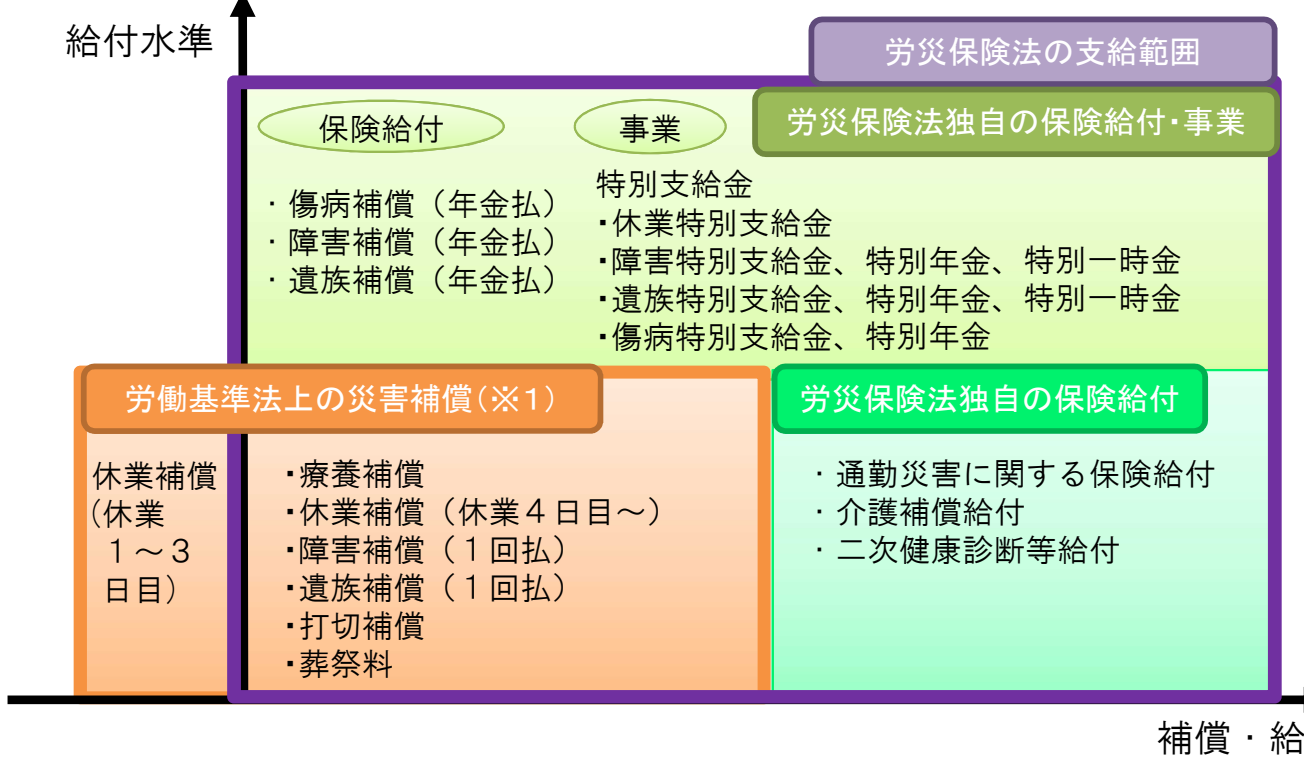 給付水準
労災保険法の支給範囲
労災保険法独自の保険給付・事業
保険給付
・傷病補償（年金払）
・障害補償（年金払）
・遺族補償（年金払）
事業
特別支給金
・休業特別支給金
・障害特別支給金、特別年金、特別一時金
・遺族特別支給金、特別年金、特別一時金
・傷病特別支給金、特別年金
労働基準法上の災害補償(※１)
休業補償
(休業
１～３
日目)
・療養補償
・休業補償（休業４日目～）
・障害補償（１回払）
・遺族補償（１回払）
・打切補償
・葬祭料
労災保険法独自の保険給付
・通勤災害に関する保険給付
・介護補償給付
・二次健康診断等給付
補償・給